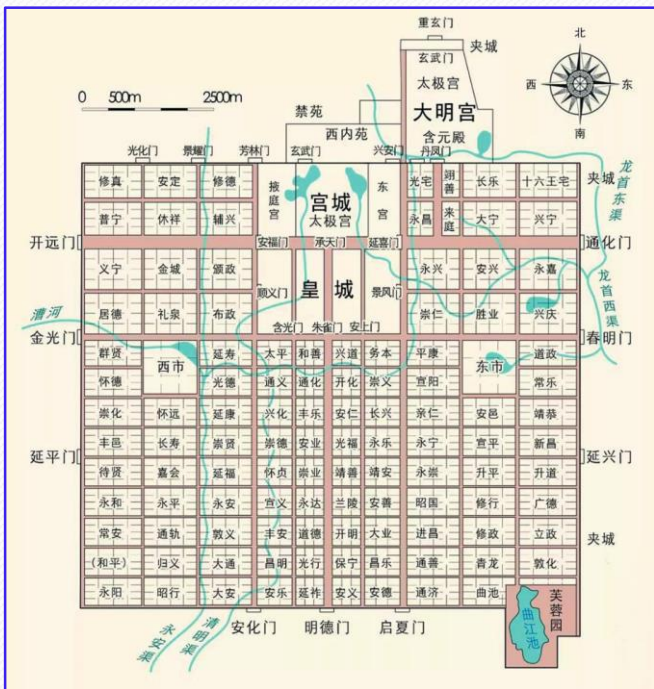 重玄门
夹城
北
玄武门
太极宫
西 东
0 500m 2500m
大明宫
禁苑
南
西内苑
含元殿
光化门 景耀门 芳林门 玄武门 兴安门 丹凤门
修真 安定 修德 掖庭宫 宫城 东宫 光宅 翊善 长乐 十六王宅 夹城
太极宫
龙首东渠
普宁 休祥 辅兴 永昌 来庭 大宁 兴宁
开远门 安福门 承天门 延喜门 通化门
义宁 金城 颁政 顺义门 皇城 景风门 永兴 安兴 永嘉
龙首西渠
漕河
居德 礼泉 布政 崇仁 胜业 兴庆
含光门 朱雀门 安上门
金光门 春明门
群贤 西市 延寿 太平 和善 兴道 务本 平康 东市 道政
怀德 光德 通义 通化 开化 崇义 宣阳 常乐
崇化 怀远 延康 兴化 丰乐 安仁 长兴 亲仁 安邑 靖恭
丰邑 长寿 崇贤 崇德 安业 光福 永乐 永宁 宣平 新昌
延平门 延兴门
待贤 嘉会 延福 怀贞 崇业 靖善 靖安 永崇 升平 升道
永和 永平 永安 宣义 永达 兰陵 安善 昭国 修行 广德
常安 通轨 敦义 丰安 道德 开明 大业 进昌 修政 立政 夹城
(和平) 归义 大通 昌明 光行 保宁 昌乐 通善 青龙 敦化
永阳 昭行 大安 安乐 延祚 安义 安德 通济 曲池 芙蓉园
曲江池
永安渠 清明渠 安化门 明德门 启夏门